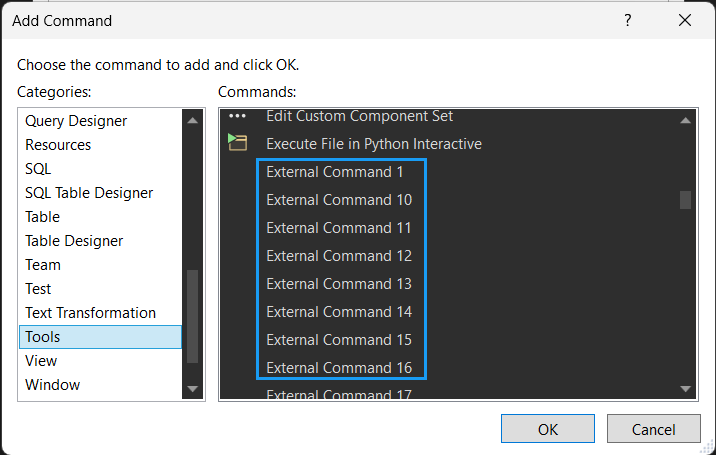 Add Command
?
Choose the command to add and click OK.
Categories:
Commands:
Query Designer
Resources
SQL
SQL Table Designer
Table
Table Designer
Team
Test
Text Transformation
Tools
View
Window
Edit Custom Component Set
Execute File in Python Interactive
External Command 1
External Command 10
External Command 11
External Command 12
External Command 13
External Command 14
External Command 15
External Command 16
External Command 17
OK
Cancel